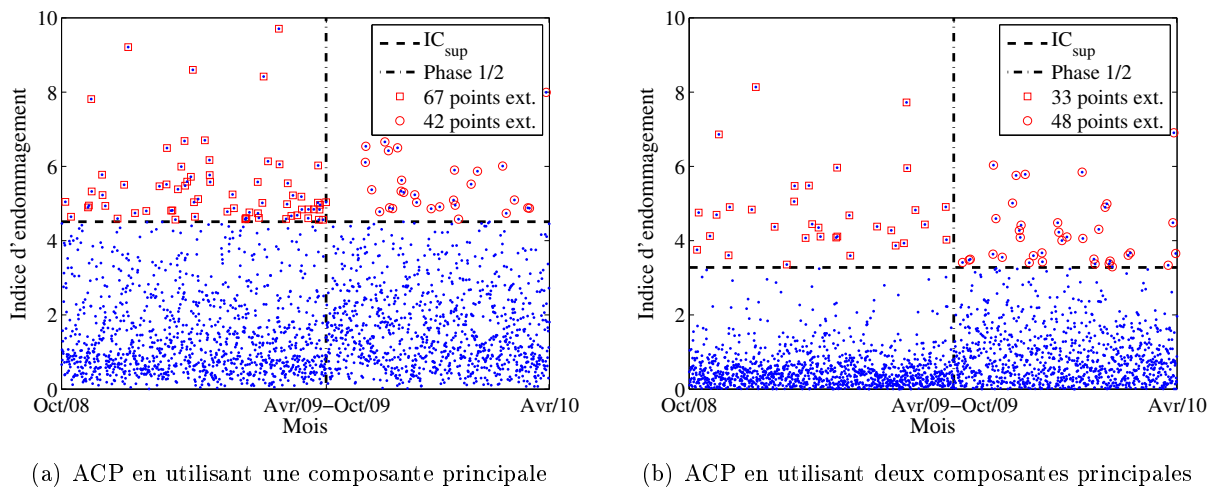 10
8
6
4
2
0
Indice d'endommagement
IC_sup
Phase 1/2
67 points ext.
42 points ext.
Oct/08
Avr/09−Oct/09
Avr/10
Mois
(a) ACP en utilisant une composante principale
10
8
6
4
2
0
Indice d'endommagement
IC_sup
Phase 1/2
33 points ext.
48 points ext.
Oct/08
Avr/09−Oct/09
Avr/10
Mois
(b) ACP en utilisant deux composantes principales